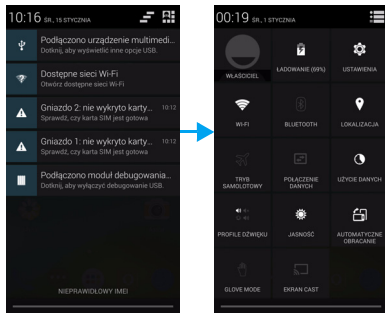 10:16 ŚR., 15 STYCZNIA
Podłączono urządzenie multimedi...
Dotknij, aby wyświetlić inne opcje USB.
Dostępne sieci Wi-Fi
Otwórz dostępne sieci Wi-Fi
Gniazdo 2: nie wykryto karty... 10:12
Sprawdź, czy karta SIM jest gotowa
Gniazdo 1: nie wykryto karty... 10:12
Sprawdź, czy karta SIM jest gotowa
Podłączono moduł debugowania...
Dotknij, aby wyłączyć debugowanie USB.
NIEPRAWIDŁOWY IMEI
00:19 ŚR., 1 STYCZNIA
WŁAŚCICIEL
ŁADOWANIE (69%)
USTAWIENIA
WI-FI
BLUETOOTH
LOKALIZACJA
TRYB
SAMOLOTOWY
POŁĄCZENIE
DANYCH
UŻYCIE DANYCH
PROFILE DŹWIĘKU
JASNOŚĆ
AUTOMATYCZNE
OBRACANIE
GLOVE MODE
EKRAN CAST